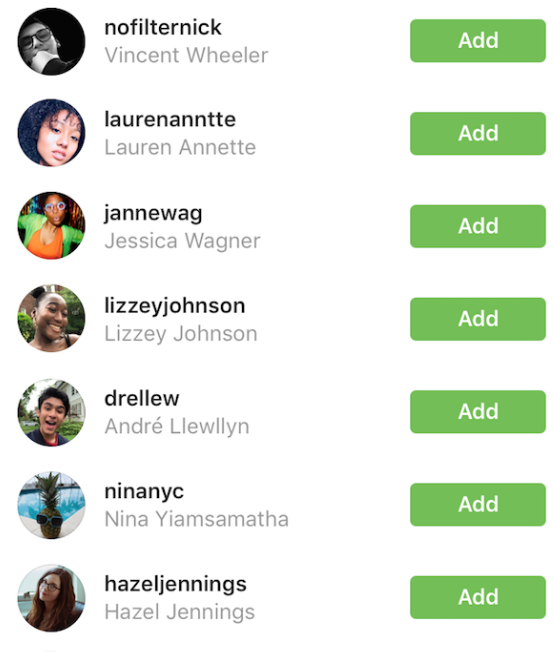 nofilternick
Vincent Wheeler
Add
laurenanntte
Lauren Annette
Add
jannewag
Jessica Wagner
Add
lizzeyjohnson
Lizzey Johnson
Add
drellew
André Llewllyn
Add
ninanyc
Nina Yiamsamatha
Add
hazeljennings
Hazel Jennings
Add